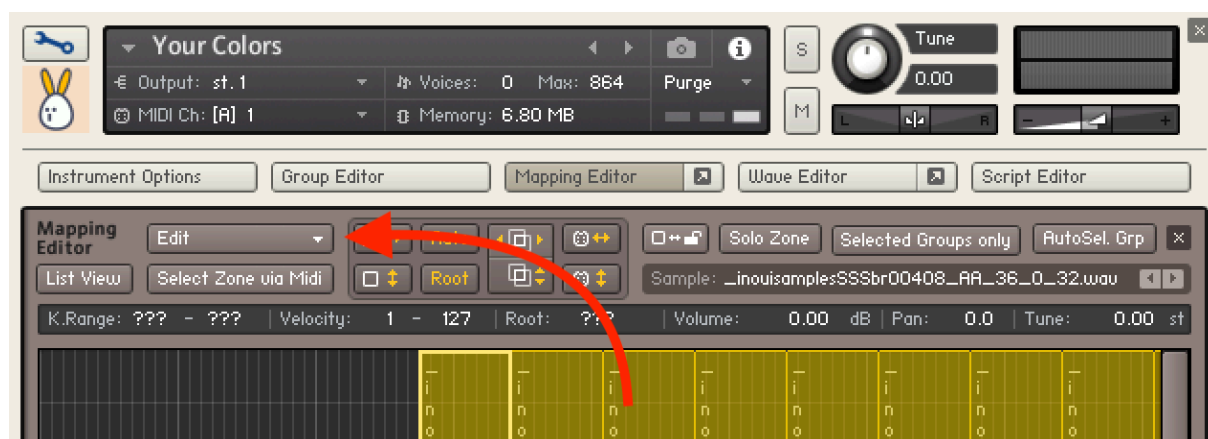 Your Colors
S
Tune
Output: st. 1
Voices: 0 Max: 864
Purge
0.00
MIDI Ch: [A] 1
Memory: 6.80 MB
M
L R
- +
Instrument Options
Group Editor
Mapping Editor
Wave Editor
Script Editor
Mapping Editor
Edit
Solo Zone
Selected Groups only
AutoSel. Grp
List View
Select Zone via Midi
Root
Sample: _inouisamplesSSSbr00408_AA_36_0_32.wav
K.Range: ??? - ??? | Velocity: 1 - 127 | Root: ??? | Volume: 0.00 dB | Pan: 0.0 | Tune: 0.00 st
_ _ _ _ _ _ _ _
i i i i i i i i
n n n n n n n n
o o o o o o o o